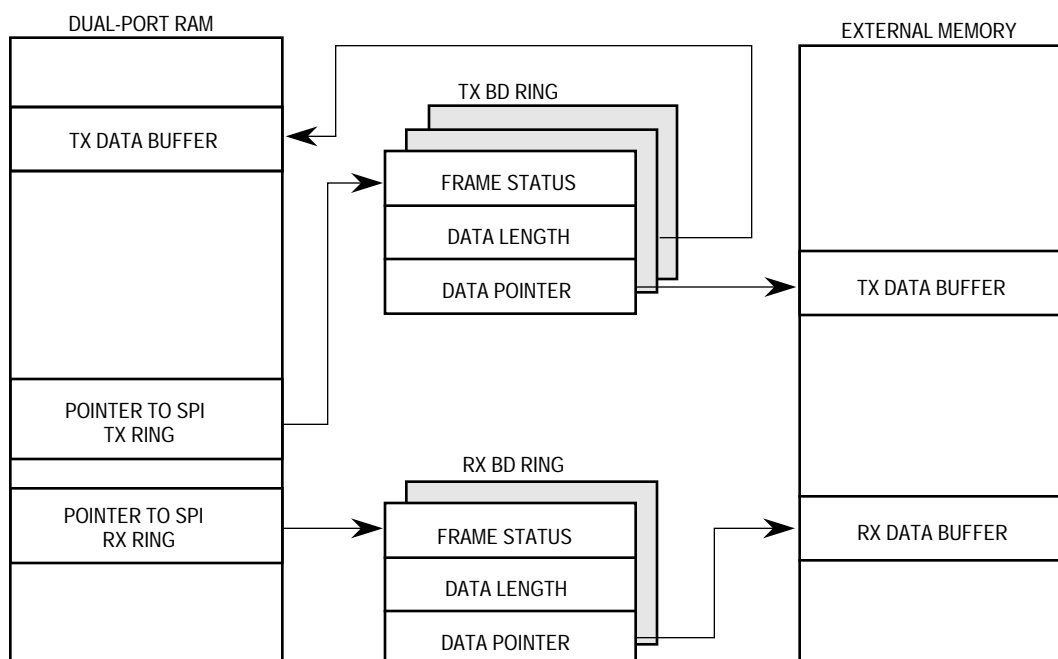 DUAL-PORT RAM
TX DATA BUFFER
POINTER TO SPI
TX RING
POINTER TO SPI
RX RING
TX BD RING
FRAME STATUS
DATA LENGTH
DATA POINTER
RX BD RING
FRAME STATUS
DATA LENGTH
DATA POINTER
EXTERNAL MEMORY
TX DATA BUFFER
RX DATA BUFFER